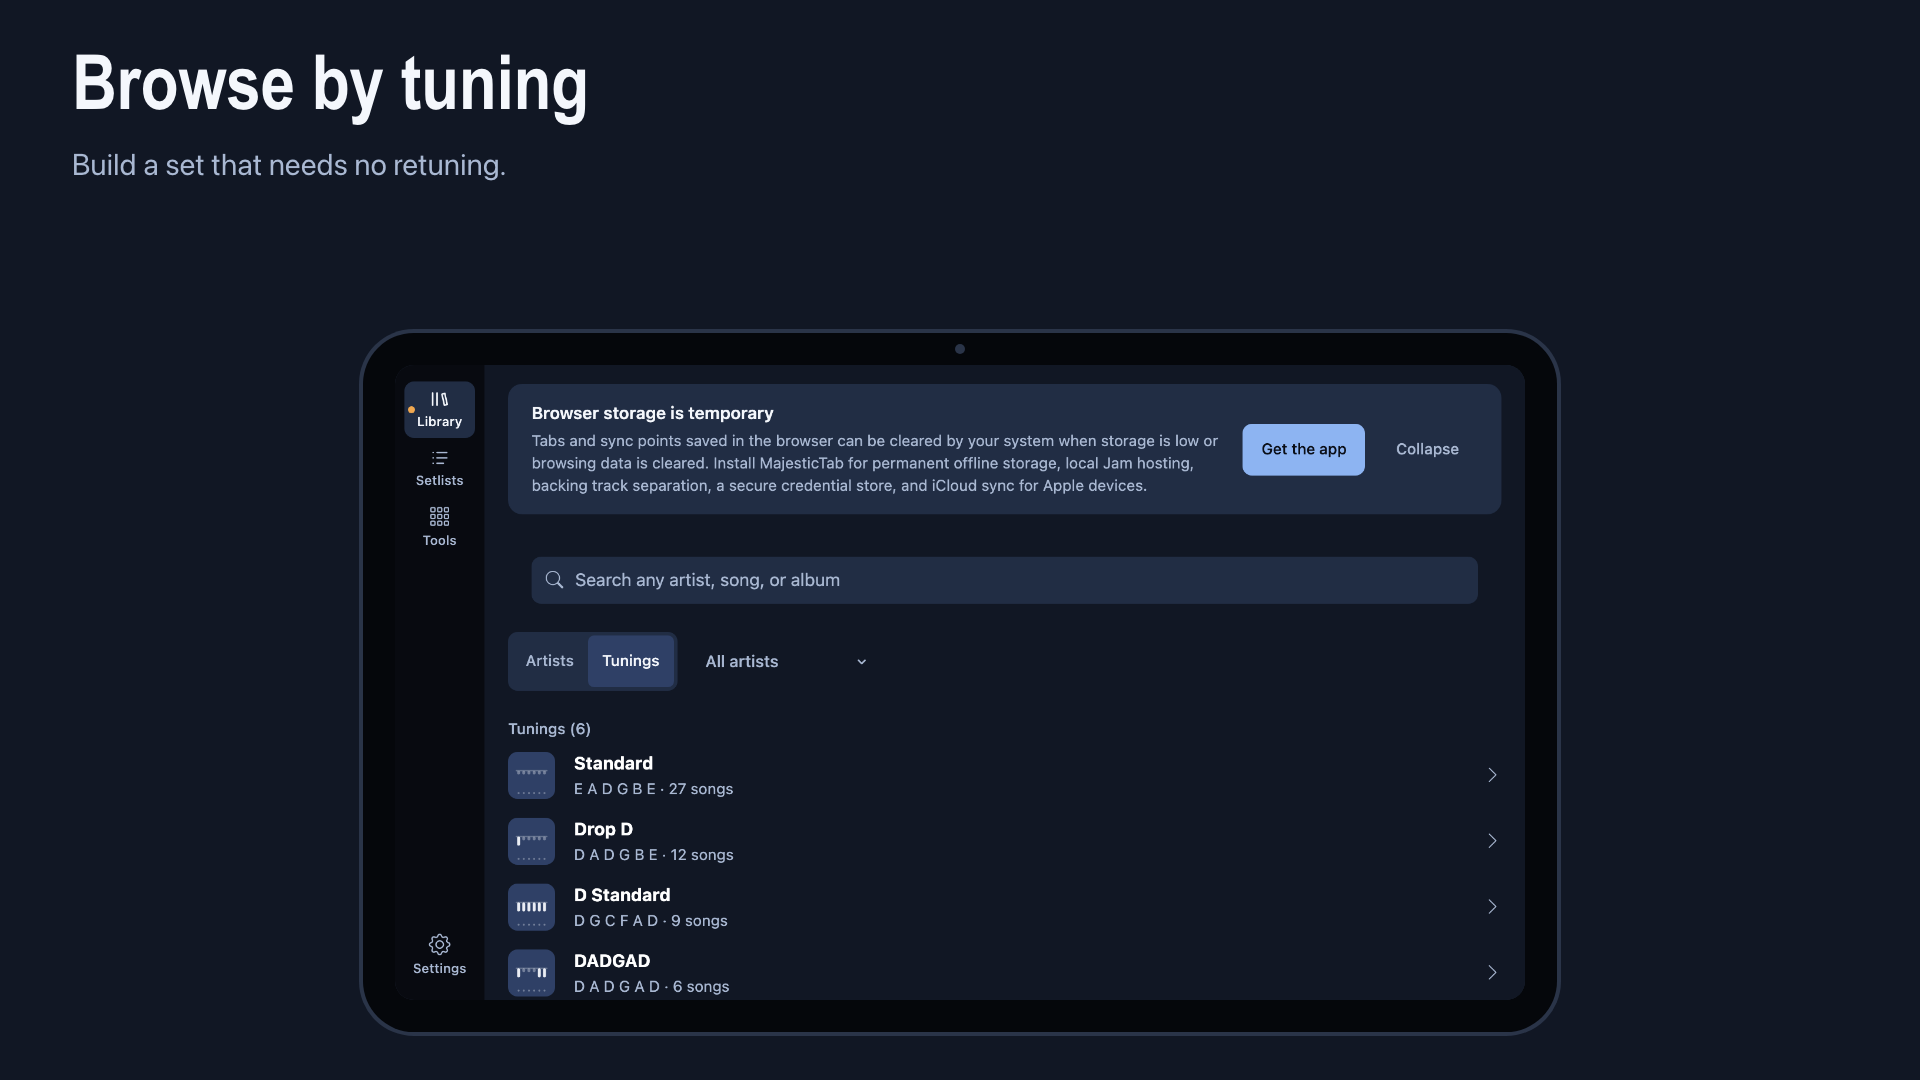 Browse by tuning
Build a set that needs no retuning.
Library
Setlists
Tools
Settings
Browser storage is temporary
Tabs and sync points saved in the browser can be cleared by your system when storage is low or
browsing data is cleared. Install MajesticTab for permanent offline storage, local Jam hosting,
backing track separation, a secure credential store, and iCloud sync for Apple devices.
Get the app
Collapse
Search any artist, song, or album
Artists
Tunings
All artists
Tunings (6)
Standard
E A D G B E · 27 songs
Drop D
D A D G B E · 12 songs
D Standard
D G C F A D · 9 songs
DADGAD
D A D G A D · 6 songs